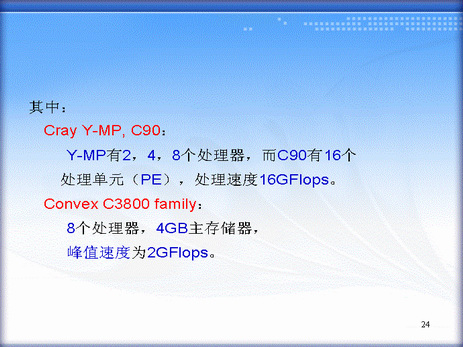 其中：
Cray Y-MP, C90：
Y-MP有2，4，8个处理器，而C90有16个
处理单元（PE），处理速度16GFlops。
Convex C3800 family：
8个处理器，4GB主存储器，
峰值速度为2GFlops。
24